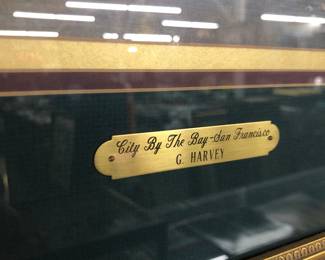 City By The Bay-San Francisco
G. HARVEY